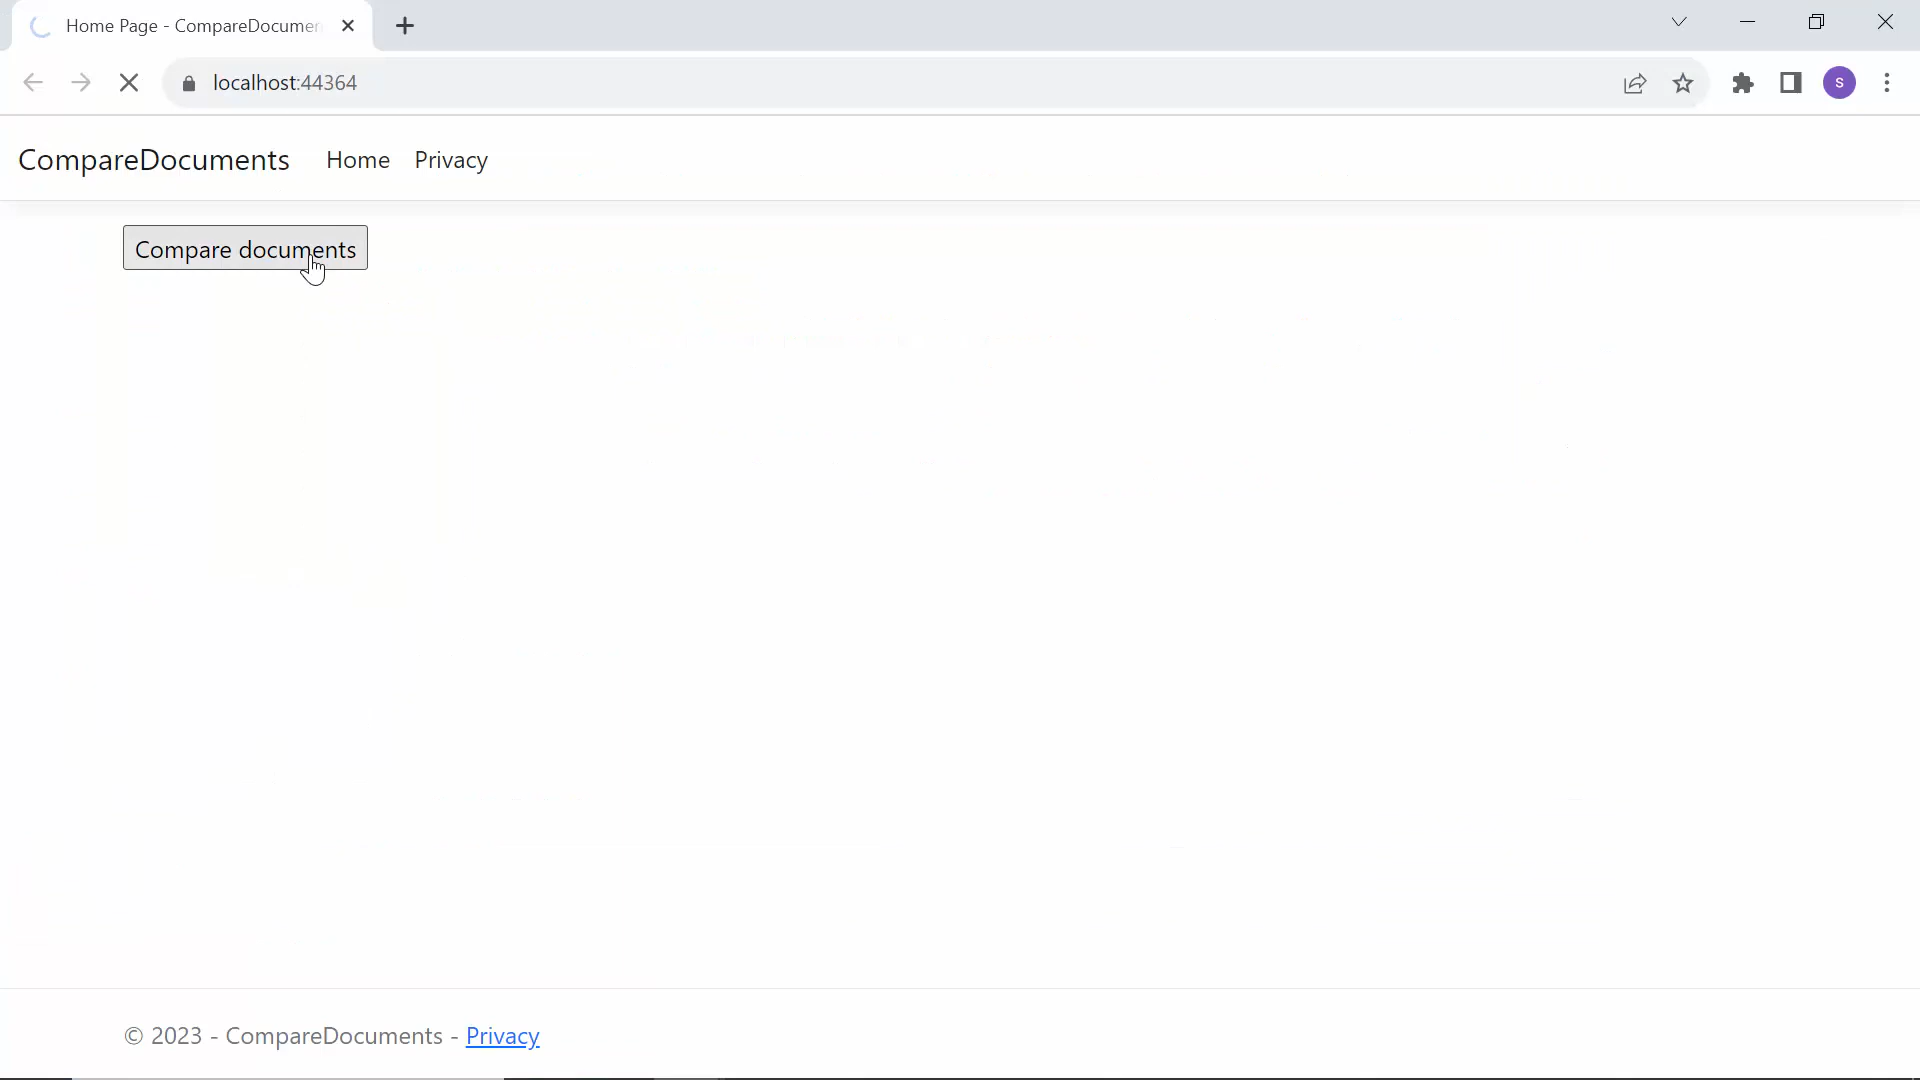 Home Page - CompareDocumen
localhost:44364
S
CompareDocuments Home Privacy
Compare documents
© 2023 - CompareDocuments - Privacy